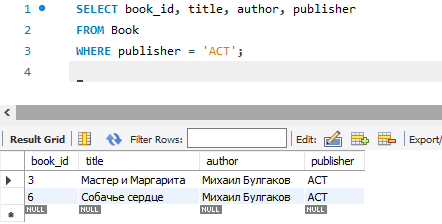 1 SELECT book_id, title, author, publisher
2 FROM Book
3 WHERE publisher = 'АСТ';
4
Result Grid Filter Rows: Edit: Export/
book_id title author publisher
3 Мастер и Маргарита Михаил Булгаков АСТ
6 Собачье сердце Михаил Булгаков АСТ
NULL NULL NULL NULL